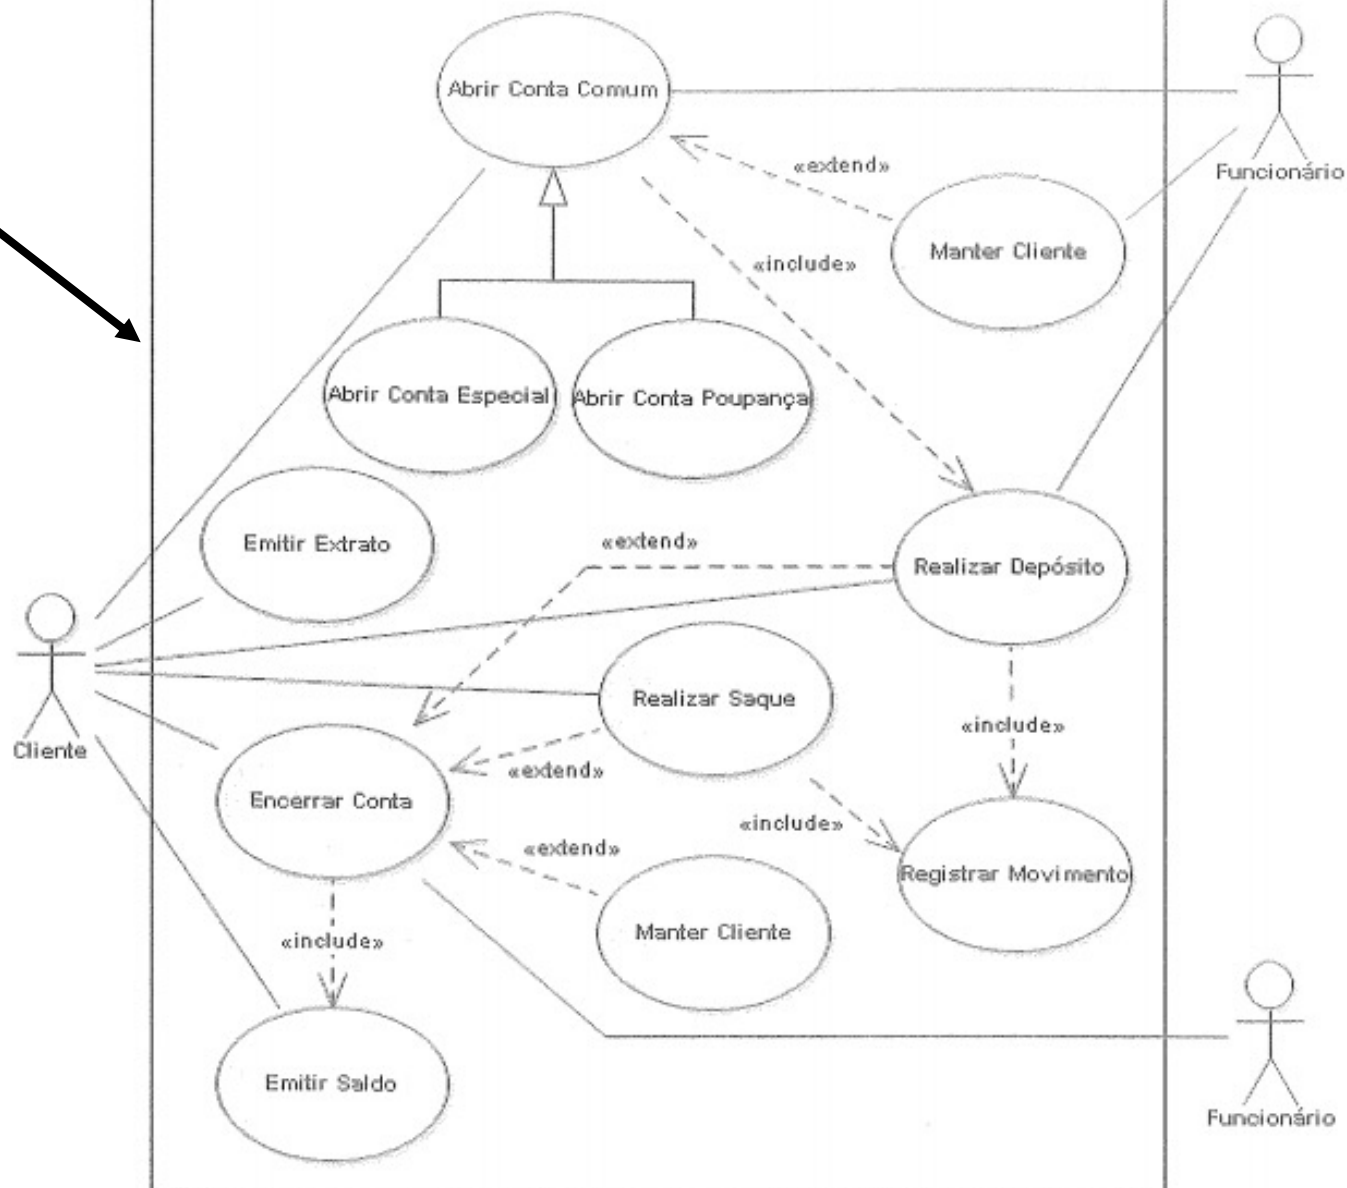 Abrir Conta Comum
«extend»
Funcionário
Manter Cliente
«include»
Abrir Conta Especial
Abrir Conta Poupança
Emitir Extrato
«extend»
Realizar Depósito
Realizar Saque
«include»
Cliente
«extend»
Encerrar Conta
«include»
«extend»
Registrar Movimento
Manter Cliente
«include»
Emitir Saldo
Funcionário